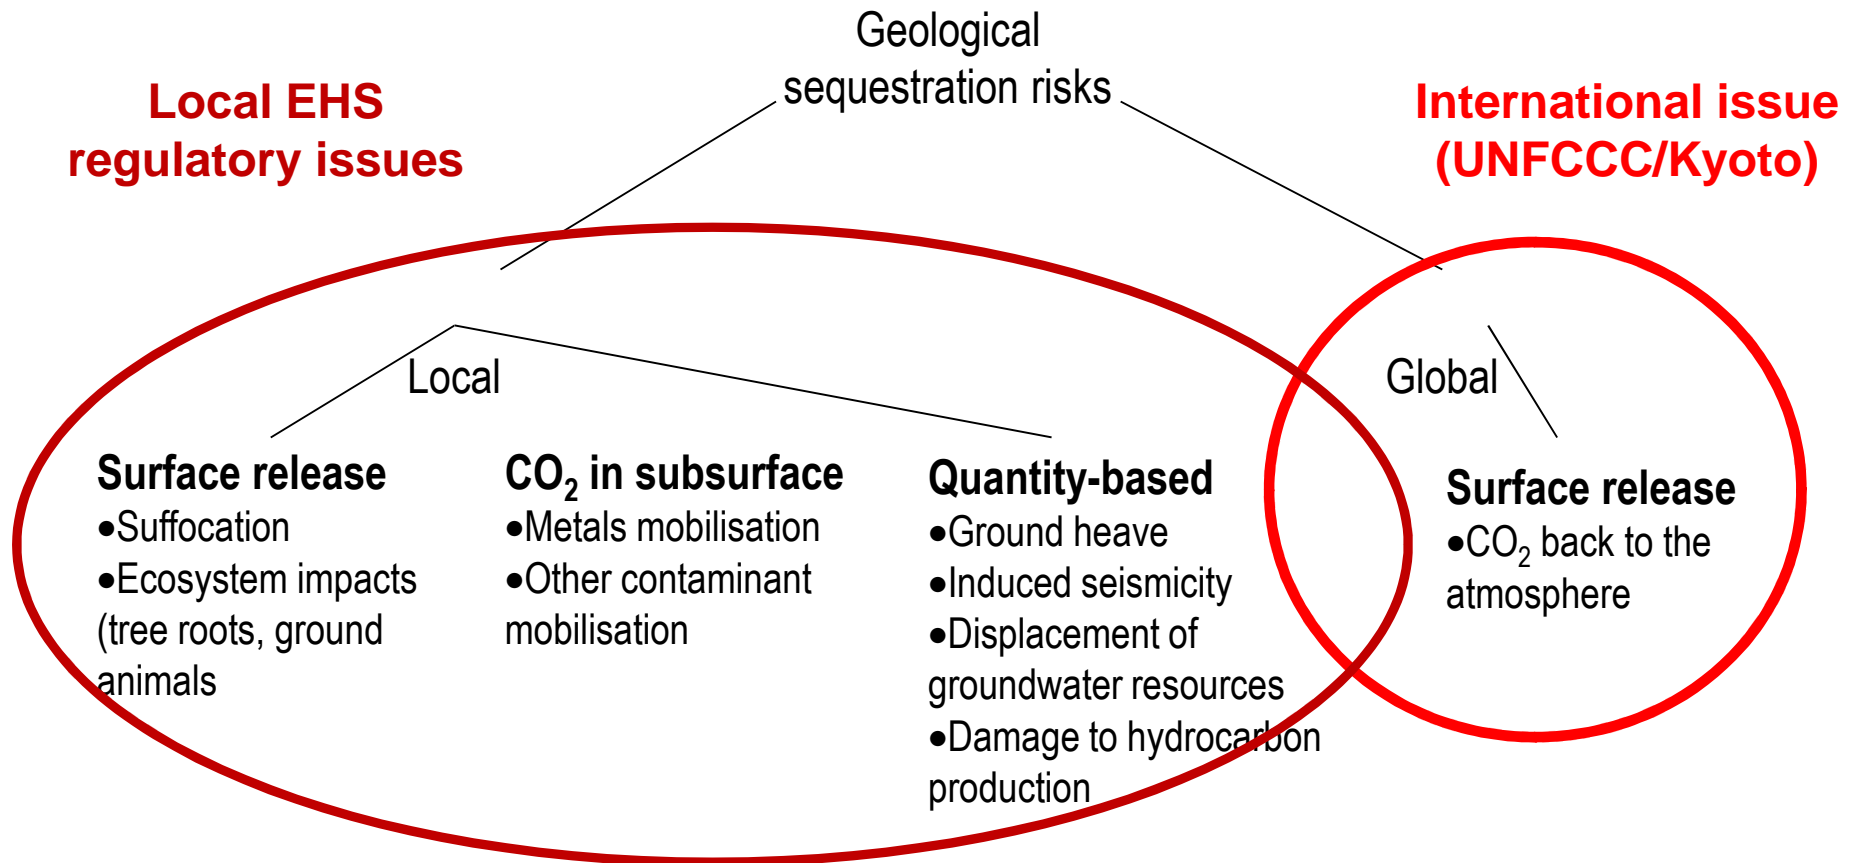 Geological
sequestration risks
Local EHS
regulatory issues
International issue
(UNFCCC/Kyoto)
Local
Global
Surface release
•Suffocation
•Ecosystem impacts
(tree roots, ground
animals
CO₂ in subsurface
•Metals mobilisation
•Other contaminant
mobilisation
Quantity-based
•Ground heave
•Induced seismicity
•Displacement of
groundwater resources
•Damage to hydrocarbon
production
Surface release
•CO₂ back to the
atmosphere